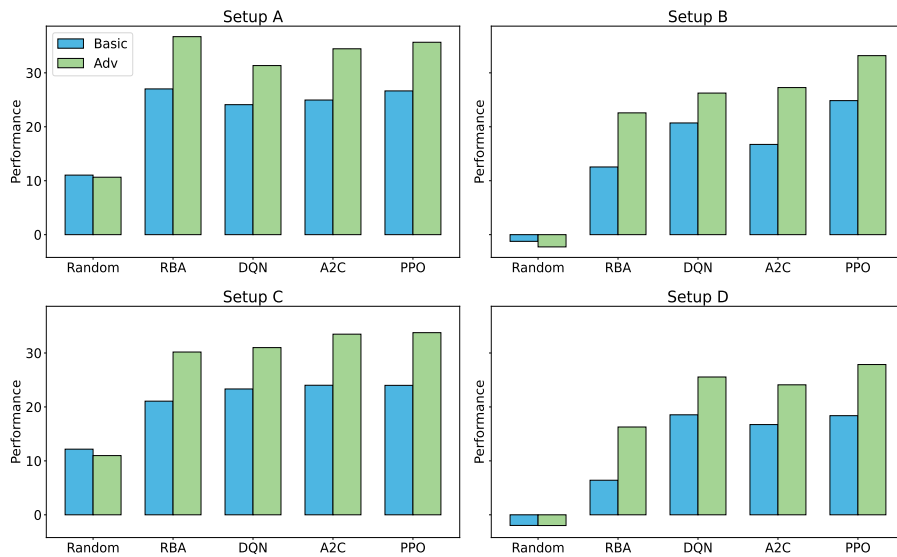 Setup A
Setup B
Basic
Adv
Performance
30
20
10
0
Random RBA DQN A2C PPO
Performance
Random RBA DQN A2C PPO
Setup C
Setup D
Performance
30
20
10
0
Random RBA DQN A2C PPO
Performance
Random RBA DQN A2C PPO